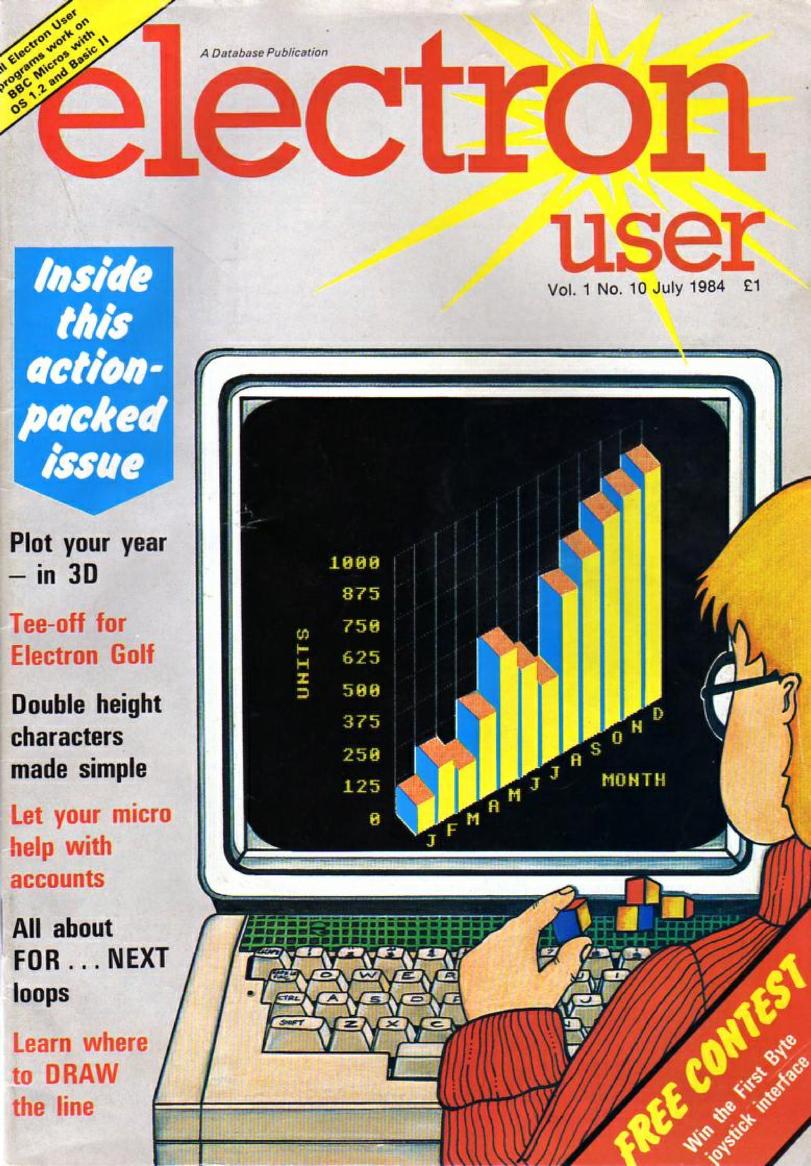 ll Electron User
programs work on
BBC Micros with
OS 1.2 and Basic II
A Database Publication
electron
user
Vol. 1 No. 10 July 1984 £1
Inside
this
action-
packed
issue
Plot your year
– in 3D
Tee-off for
Electron Golf
Double height
characters
made simple
Let your micro
help with
accounts
All about
FOR ... NEXT
loops
Learn where
to DRAW
the line
1000
875
750
625
500
375
250
125
0
UNITS
J F M A M J J A S O N D
MONTH
Q W E R
CTRL A S D F
SHIFT Z X C
FREE CONTEST
Win the First Byte
joystick interface